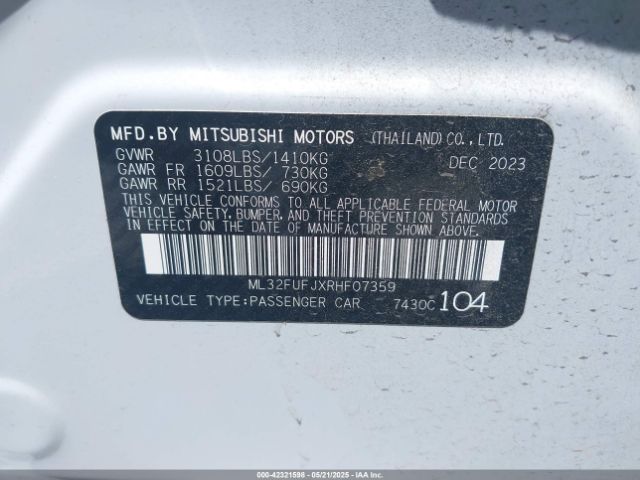 MFD.BY MITSUBISHI MOTORS (THAILAND) CO., LTD.
GVWR 3108LBS/1410KG DEC 2023
GAWR FR 1609LBS/ 730KG
GAWR RR 1521LBS/ 690KG
THIS VEHICLE CONFORMS TO ALL APPLICABLE FEDERAL MOTOR
VEHICLE SAFETY, BUMPER, AND THEFT PREVENTION STANDARDS
IN EFFECT ON THE DATE OF MANUFACTURE SHOWN ABOVE.
ML32FUFJXRHF07359
VEHICLE TYPE:PASSENGER CAR 7430C 104
000-42321598 - 05/21/2025 - IAA Inc.